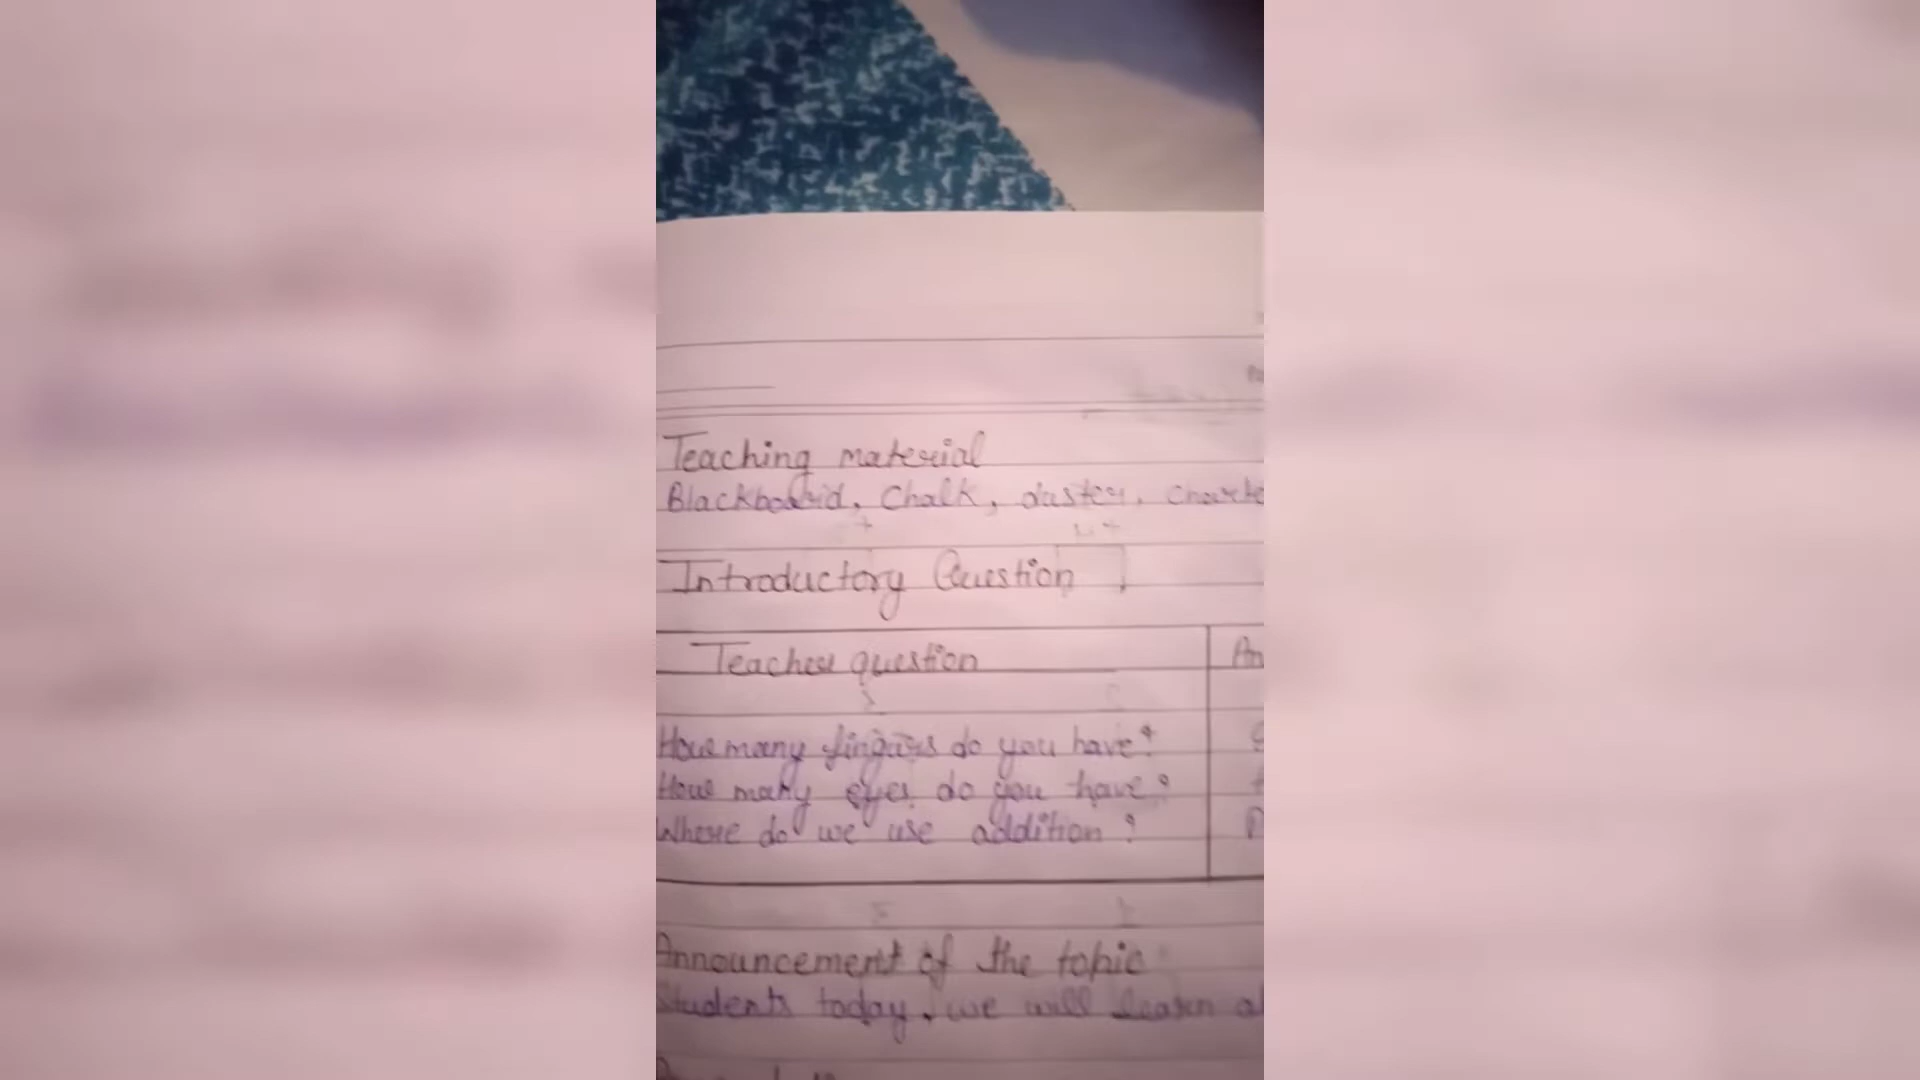 Teaching material
Blackboard, Chalk, duster,
Introductory Question
Teacher question
How many fingers do you have?
How many eyes do you have?
Where do we use addition?
Announcement of the topic
Students today, we will learn